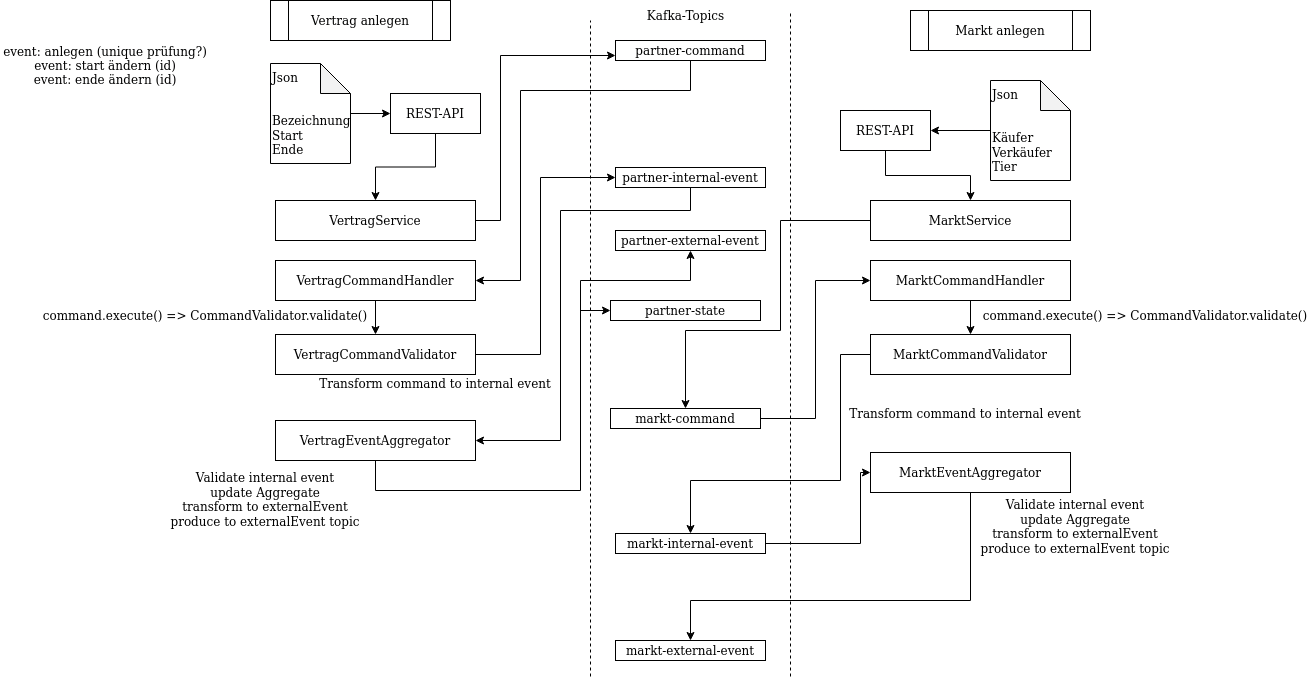 Vertrag anlegen
event: anlegen (unique prüfung?)
event: start ändern (id)
event: ende ändern (id)
Json
Bezeichnung
Start
Ende
REST-API
VertragService
VertragCommandHandler
command.execute() => CommandValidator.validate()
VertragCommandValidator
Transform command to internal event
VertragEventAggregator
Validate internal event
update Aggregate
transform to externalEvent
produce to externalEvent topic
Kafka-Topics
partner-command
partner-internal-event
partner-external-event
partner-state
markt-command
markt-internal-event
markt-external-event
Markt anlegen
Json
Käufer
Verkäufer
Tier
REST-API
MarktService
MarktCommandHandler
command.execute() => CommandValidator.validate()
MarktCommandValidator
Transform command to internal event
MarktEventAggregator
Validate internal event
update Aggregate
transform to externalEvent
produce to externalEvent topic